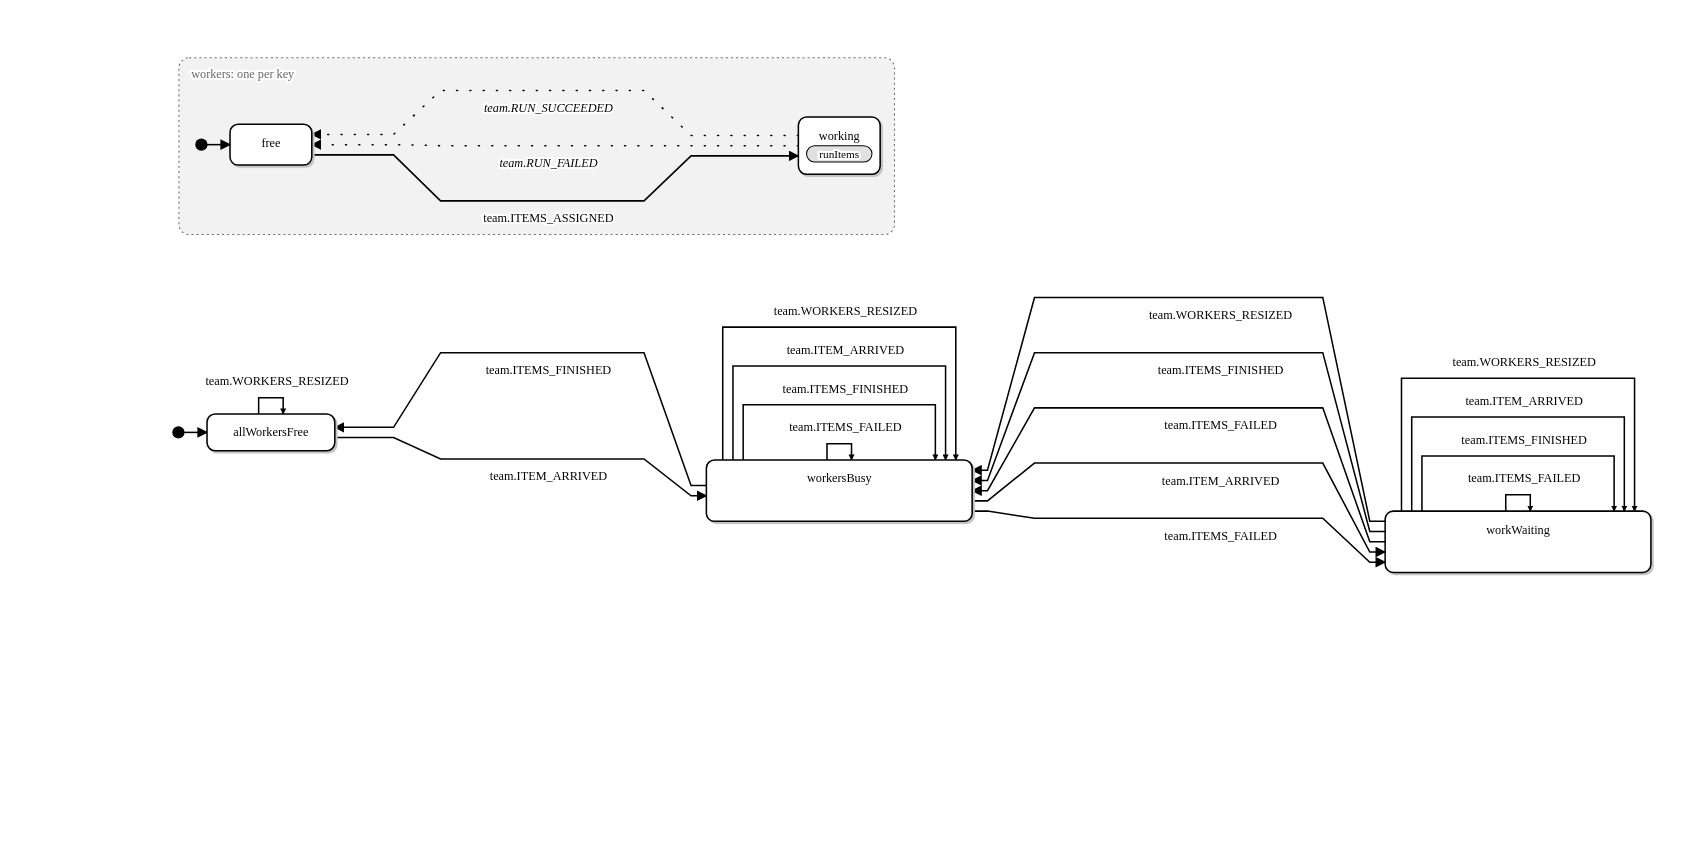 workers: one per key
team.RUN_SUCCEEDED
free
working
runItems
team.RUN_FAILED
team.ITEMS_ASSIGNED
team.WORKERS_RESIZED
allWorkersFree
team.ITEMS_FINISHED
team.ITEM_ARRIVED
team.WORKERS_RESIZED
team.ITEM_ARRIVED
team.ITEMS_FINISHED
team.ITEMS_FAILED
workersBusy
team.WORKERS_RESIZED
team.ITEMS_FINISHED
team.ITEMS_FAILED
team.ITEM_ARRIVED
team.ITEMS_FAILED
team.WORKERS_RESIZED
team.ITEM_ARRIVED
team.ITEMS_FINISHED
team.ITEMS_FAILED
workWaiting